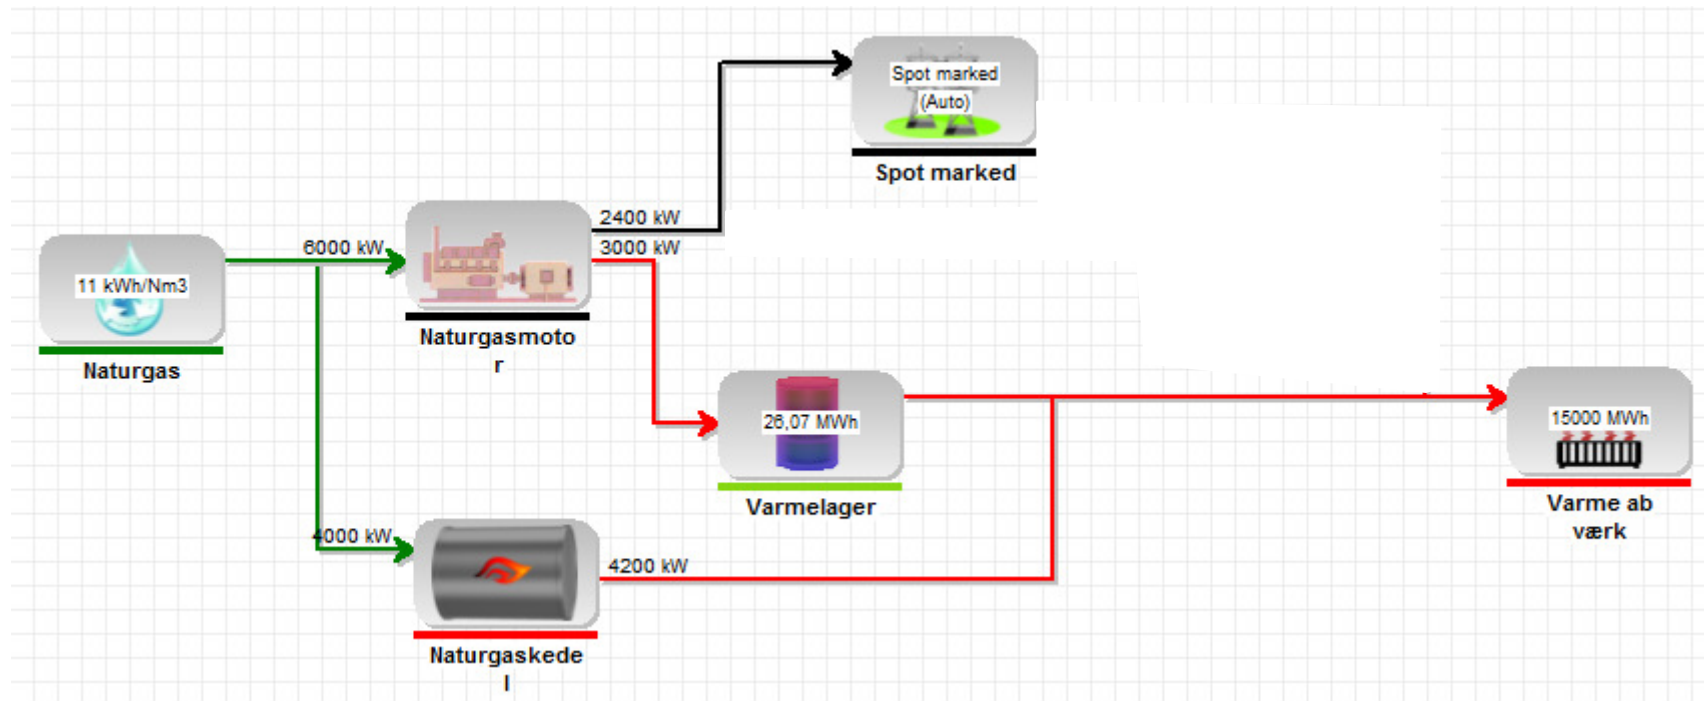 Spot marked
(Auto)
Spot marked
2400 kW
6000 kW
3000 kW
11 kWh/Nm3
Naturgas
Naturgasmoto
r
26,07 MWh
Varmelager
15000 MWh
Varme ab
værk
4000 kW
4200 kW
Naturgaskede
l